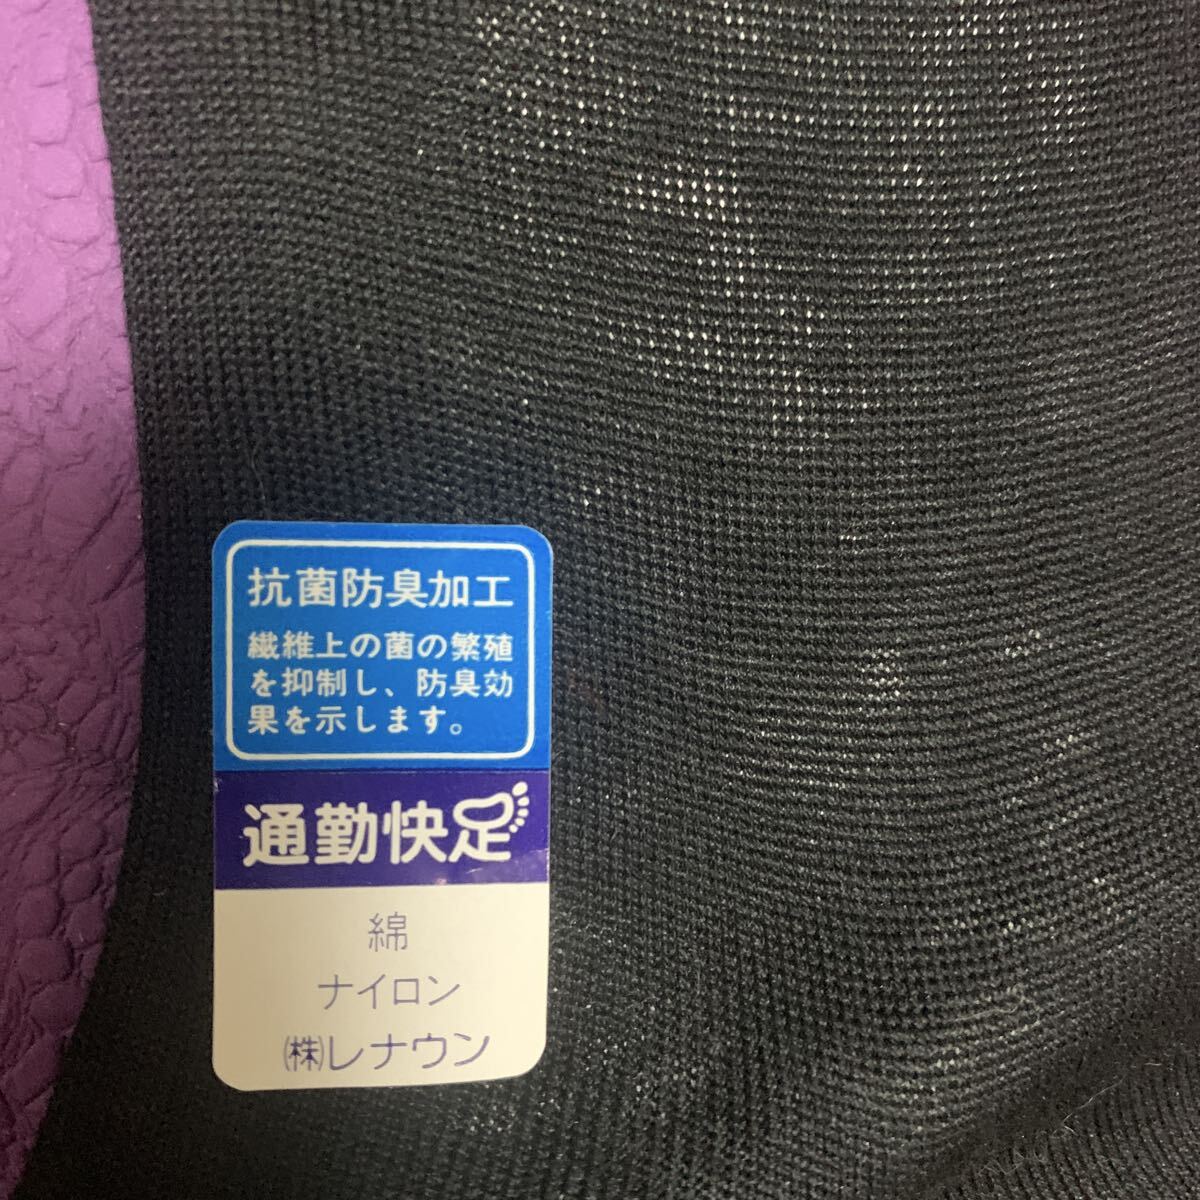 抗菌防臭加工
繊維上の菌の繁殖
を抑制し、防臭効
果を示します。
通勤快足
綿
ナイロン
㈱レナウン